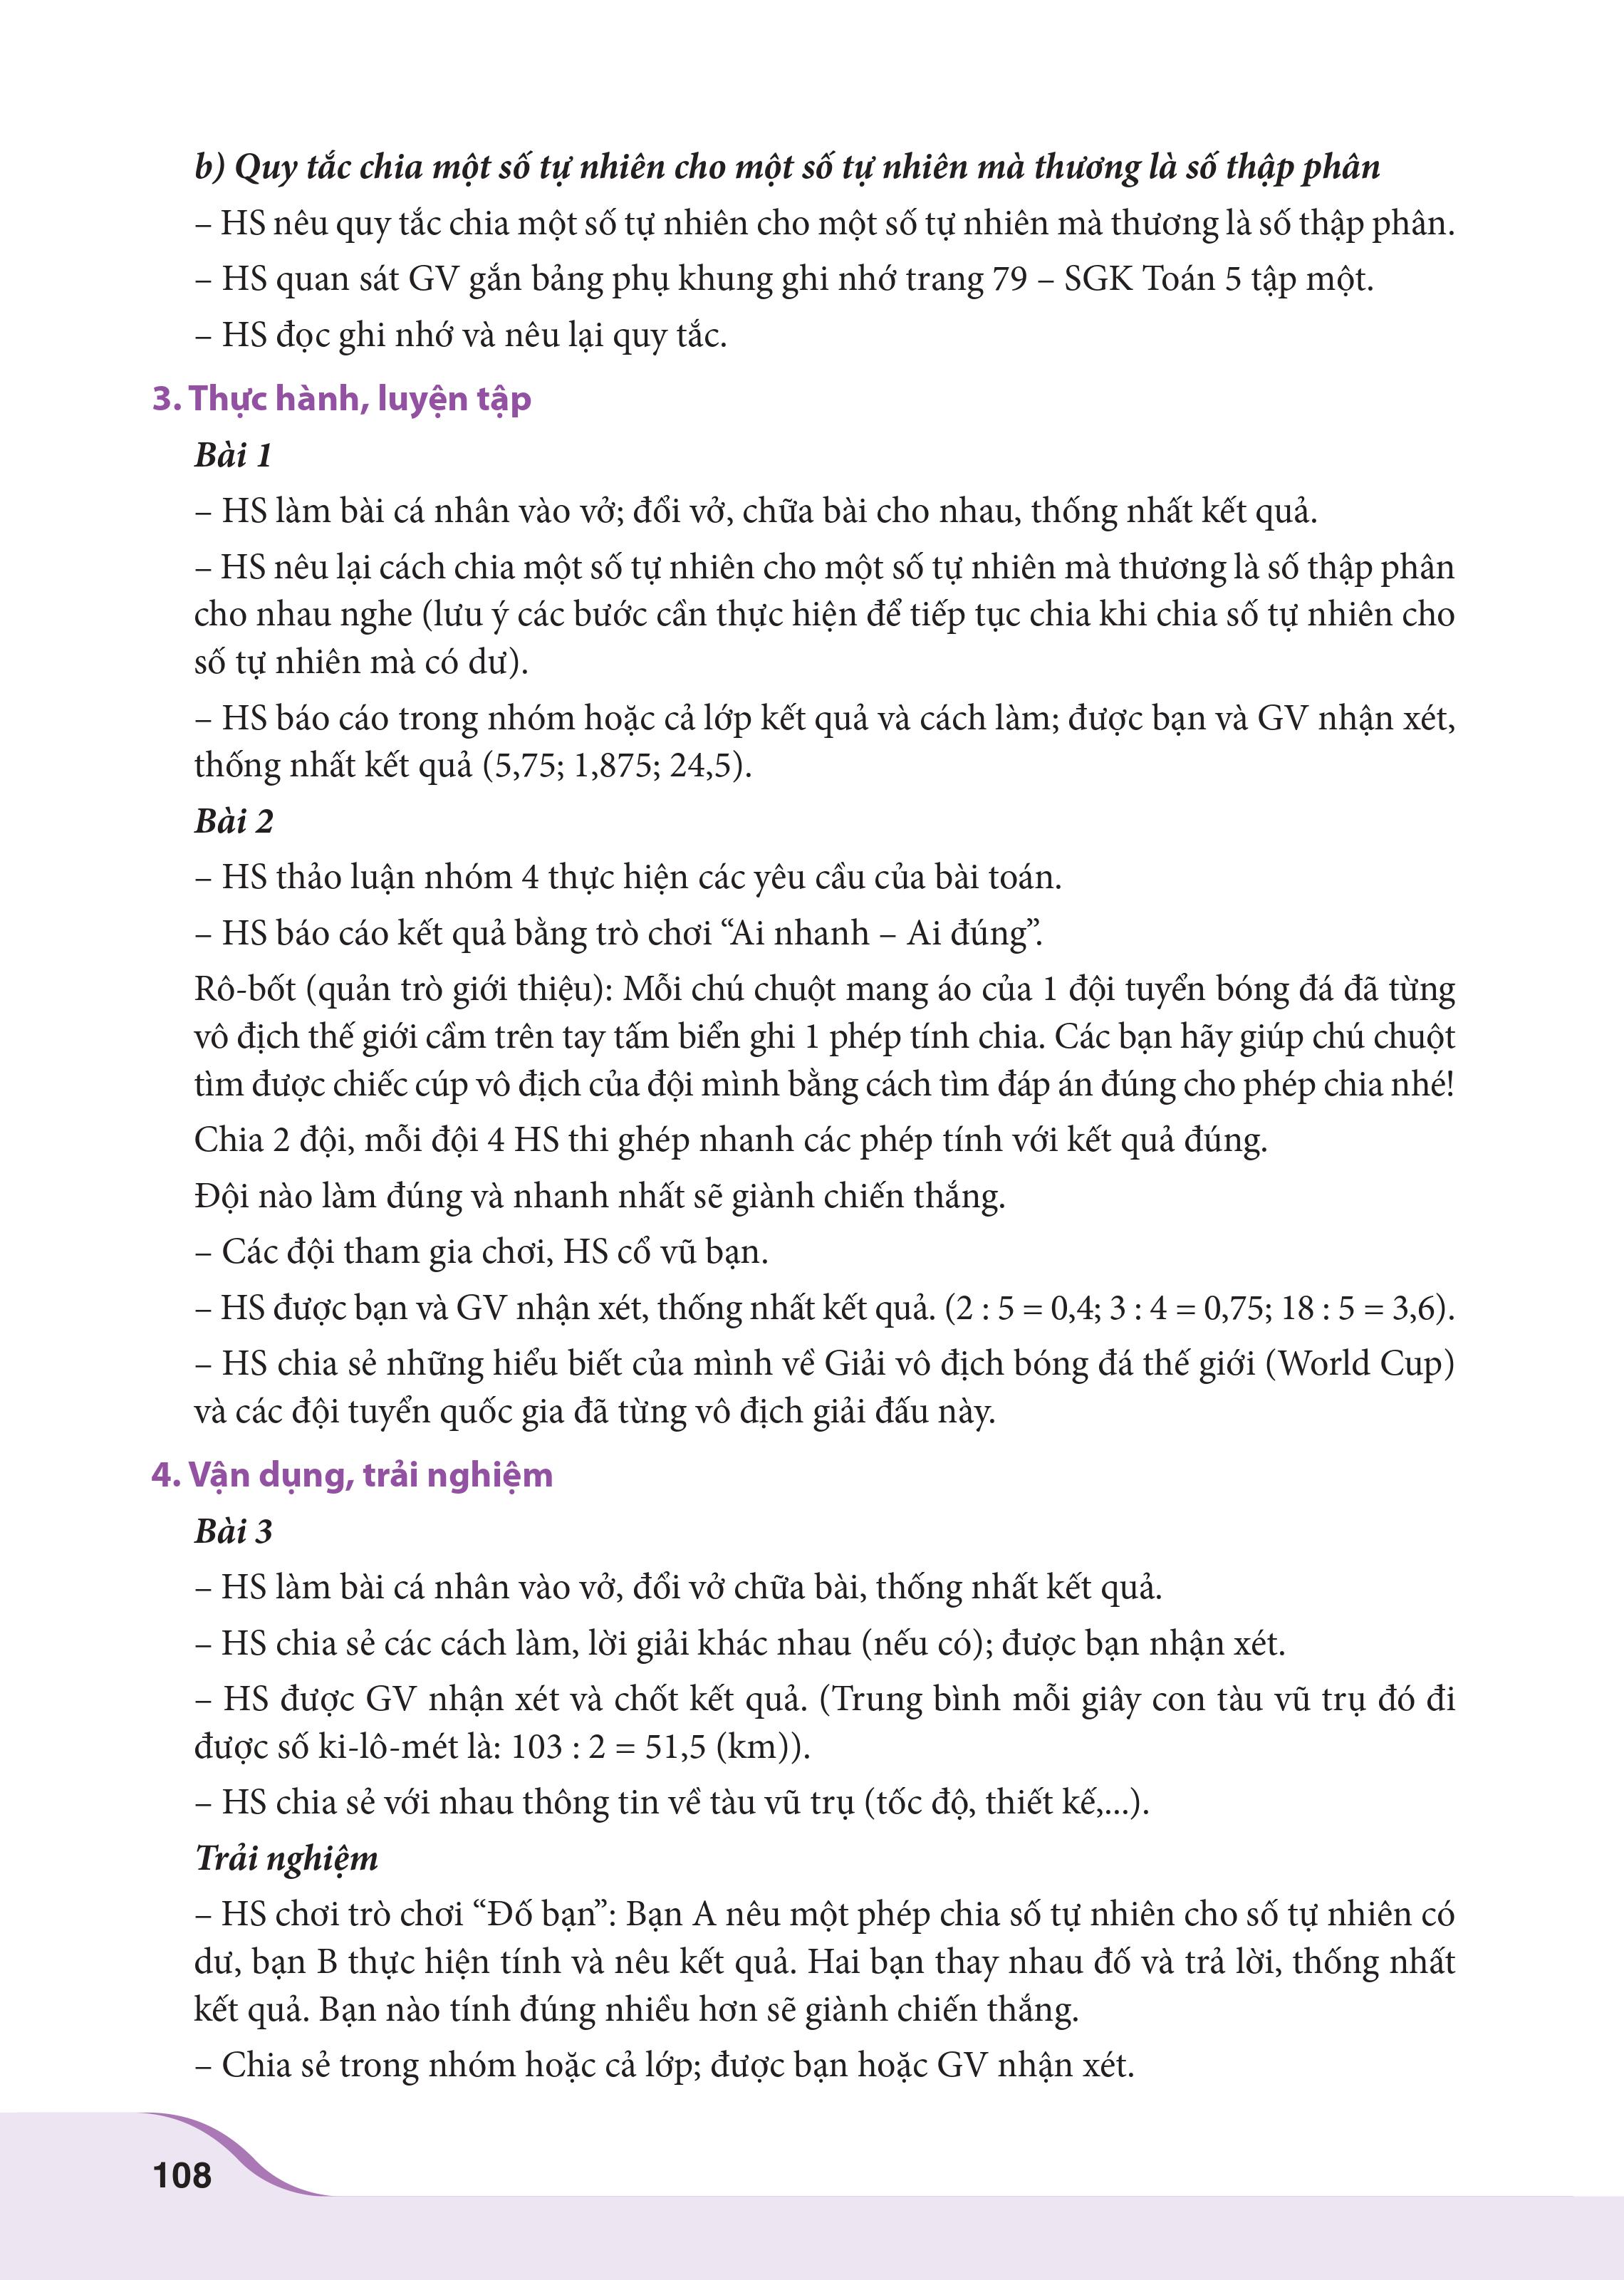 b) Quy tắc chia một số tự nhiên cho một số tự nhiên mà thương là số thập phân
– HS nêu quy tắc chia một số tự nhiên cho một số tự nhiên mà thương là số thập phân.
– HS quan sát GV gắn bảng phụ khung ghi nhớ trang 79 – SGK Toán 5 tập một.
– HS đọc ghi nhớ và nêu lại quy tắc.
3. Thực hành, luyện tập
Bài 1
– HS làm bài cá nhân vào vở; đổi vở, chữa bài cho nhau, thống nhất kết quả.
– HS nêu lại cách chia một số tự nhiên cho một số tự nhiên mà thương là số thập phân
cho nhau nghe (lưu ý các bước cần thực hiện để tiếp tục chia khi chia số tự nhiên cho
số tự nhiên mà có dư).
– HS báo cáo trong nhóm hoặc cả lớp kết quả và cách làm; được bạn và GV nhận xét,
thống nhất kết quả (5,75; 1,875; 24,5).
Bài 2
– HS thảo luận nhóm 4 thực hiện các yêu cầu của bài toán.
– HS báo cáo kết quả bằng trò chơi “Ai nhanh – Ai đúng”.
Rô-bốt (quản trò giới thiệu): Mỗi chú chuột mang áo của 1 đội tuyển bóng đá đã từng
vô địch thế giới cầm trên tay tấm biển ghi 1 phép tính chia. Các bạn hãy giúp chú chuột
tìm được chiếc cúp vô địch của đội mình bằng cách tìm đáp án đúng cho phép chia nhé!
Chia 2 đội, mỗi đội 4 HS thi ghép nhanh các phép tính với kết quả đúng.
Đội nào làm đúng và nhanh nhất sẽ giành chiến thắng.
– Các đội tham gia chơi, HS cổ vũ bạn.
– HS được bạn và GV nhận xét, thống nhất kết quả. (2 : 5 = 0,4; 3 : 4 = 0,75; 18 : 5 = 3,6).
– HS chia sẻ những hiểu biết của mình về Giải vô địch bóng đá thế giới (World Cup)
và các đội tuyển quốc gia đã từng vô địch giải đấu này.
4. Vận dụng, trải nghiệm
Bài 3
– HS làm bài cá nhân vào vở, đổi vở chữa bài, thống nhất kết quả.
– HS chia sẻ các cách làm, lời giải khác nhau (nếu có); được bạn nhận xét.
– HS được GV nhận xét và chốt kết quả. (Trung bình mỗi giây con tàu vũ trụ đó đi
được số ki-lô-mét là: 103 : 2 = 51,5 (km)).
– HS chia sẻ với nhau thông tin về tàu vũ trụ (tốc độ, thiết kế,...).
Trải nghiệm
– HS chơi trò chơi “Đố bạn”: Bạn A nêu một phép chia số tự nhiên cho số tự nhiên có
dư, bạn B thực hiện tính và nêu kết quả. Hai bạn thay nhau đố và trả lời, thống nhất
kết quả. Bạn nào tính đúng nhiều hơn sẽ giành chiến thắng.
– Chia sẻ trong nhóm hoặc cả lớp; được bạn hoặc GV nhận xét.
108